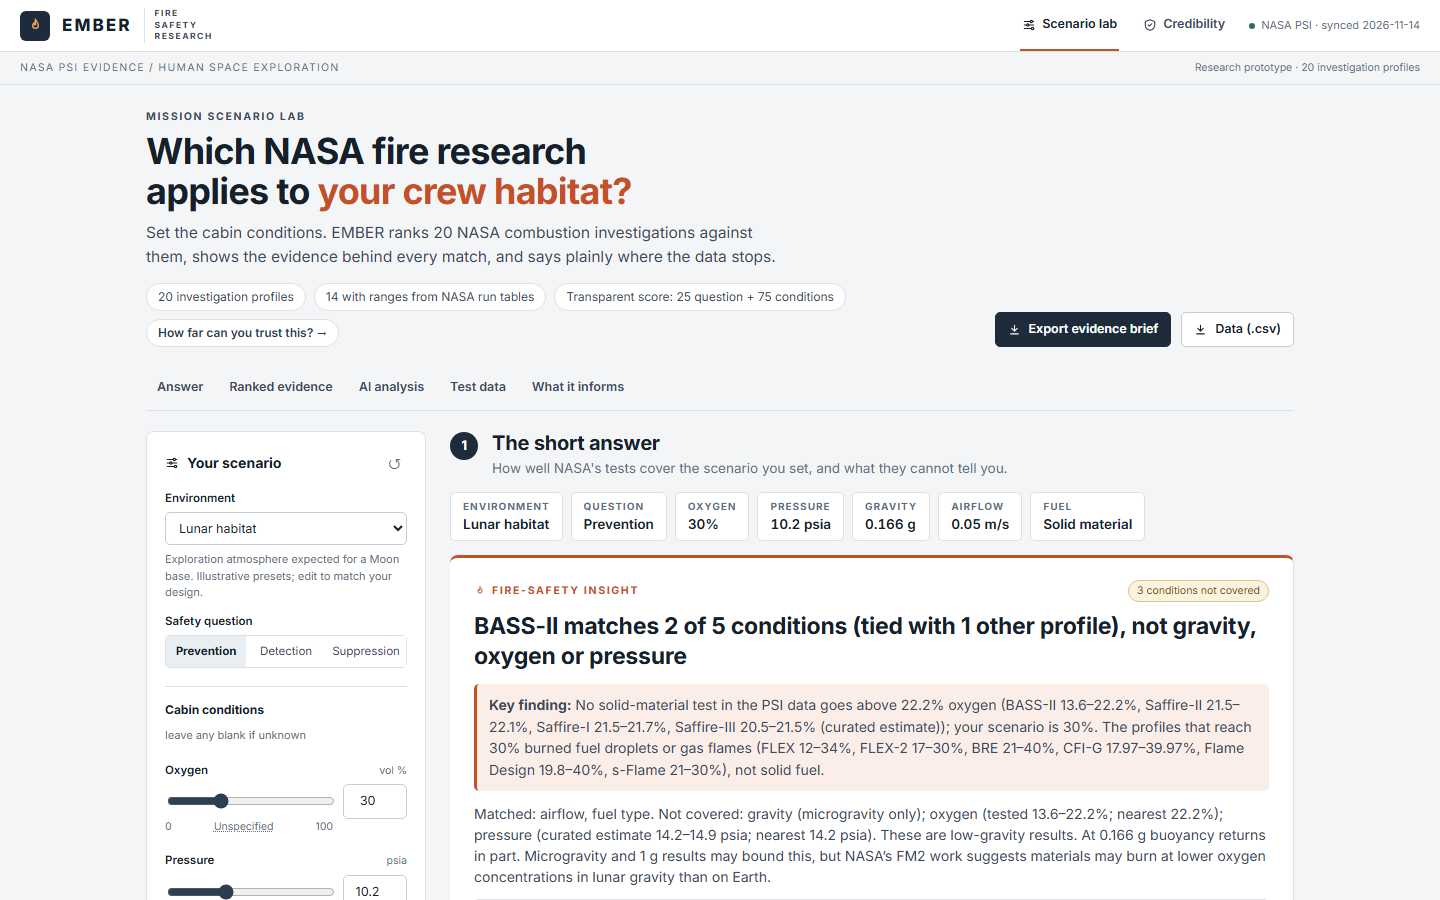 EMBER
FIRE
SAFETY
RESEARCH
Scenario lab
Credibility
NASA PSI · synced 2026-11-14
NASA PSI EVIDENCE / HUMAN SPACE EXPLORATION
Research prototype · 20 investigation profiles
MISSION SCENARIO LAB
Which NASA fire research
applies to your crew habitat?
Set the cabin conditions. EMBER ranks 20 NASA combustion investigations against
them, shows the evidence behind every match, and says plainly where the data stops.
20 investigation profiles
14 with ranges from NASA run tables
Transparent score: 25 question + 75 conditions
How far can you trust this? →
Export evidence brief
Data (.csv)
Answer
Ranked evidence
AI analysis
Test data
What it informs
Your scenario
Environment
Lunar habitat
Exploration atmosphere expected for a Moon
base. Illustrative presets; edit to match your
design.
Safety question
Prevention
Detection
Suppression
Cabin conditions
leave any blank if unknown
Oxygen
vol %
30
0
Unspecified
100
Pressure
psia
10.2
1
The short answer
How well NASA's tests cover the scenario you set, and what they cannot tell you.
ENVIRONMENT
Lunar habitat
QUESTION
Prevention
OXYGEN
30%
PRESSURE
10.2 psia
GRAVITY
0.166 g
AIRFLOW
0.05 m/s
FUEL
Solid material
FIRE-SAFETY INSIGHT
3 conditions not covered
BASS-II matches 2 of 5 conditions (tied with 1 other profile), not gravity,
oxygen or pressure
Key finding: No solid-material test in the PSI data goes above 22.2% oxygen (BASS-II 13.6–22.2%, Saffire-II 21.5–
22.1%, Saffire-I 21.5–21.7%, Saffire-III 20.5–21.5% (curated estimate)); your scenario is 30%. The profiles that reach
30% burned fuel droplets or gas flames (FLEX 12–34%, FLEX-2 17–30%, BRE 21–40%, CFI-G 17.97–39.97%, Flame
Design 19.8–40%, s-Flame 21–30%), not solid fuel.
Matched: airflow, fuel type. Not covered: gravity (microgravity only); oxygen (tested 13.6–22.2%; nearest 22.2%);
pressure (curated estimate 14.2–14.9 psia; nearest 14.2 psia). These are low-gravity results. At 0.166 g buoyancy returns
in part. Microgravity and 1 g results may bound this, but NASA's FM2 work suggests materials may burn at lower oxygen
concentrations in lunar gravity than on Earth.